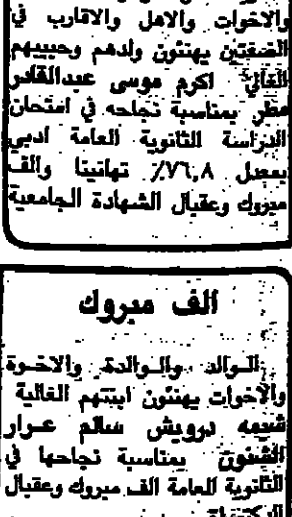 والاخوات والاهل والاقارب في
الضفتين يهنئون ولدهم وحبيبهم
الغالي اكرم موسى عبدالقادر
مطر بمناسبة نجاحه في امتحان
الدراسة الثانوية العامة ادبي
بمعدل ٧٦,٨٪ تهانينا والف
مبروك وعقبال الشهادة الجامعية
الف مبروك
الوالد والوالدة والاخوة
والاخوات يهنئون ابنتهم الغالية
شيمه درويش سالم عرار
بمناسبة نجاحها في
الثانوية العامة الف مبروك وعقبال